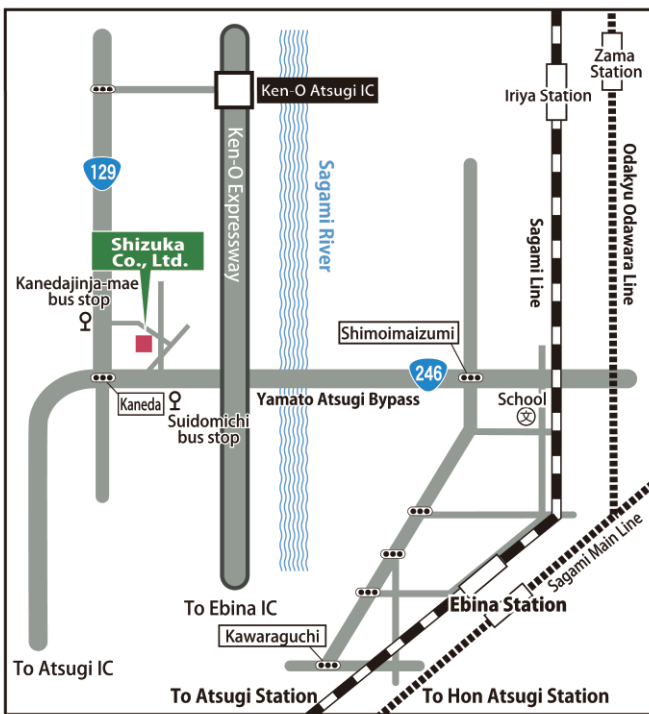 Zama
Station
Iriya Station
Ken-O Atsugi IC
129
Ken-O Expressway
Sagami River
Sagami Line
Odakyu Odawara Line
Shizuka
Co., Ltd.
Kanedajinja-mae
bus stop
Shimoimaizumi
246
Kaneda
Suidomichi
bus stop
Yamato Atsugi Bypass
School
文
Sagami Main Line
Ebina Station
To Ebina IC
Kawaraguchi
To Atsugi IC
To Atsugi Station
To Hon Atsugi Station